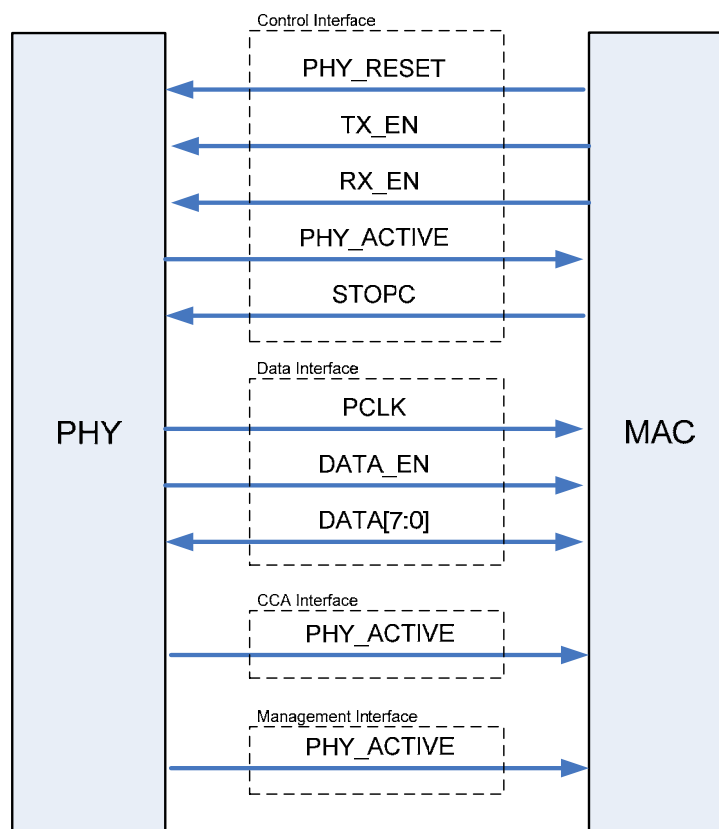 Control Interface
PHY_RESET
TX_EN
RX_EN
PHY_ACTIVE
STOPC
Data Interface
PCLK
PHY
MAC
DATA_EN
DATA[7:0]
CCA Interface
PHY_ACTIVE
Management Interface
PHY_ACTIVE